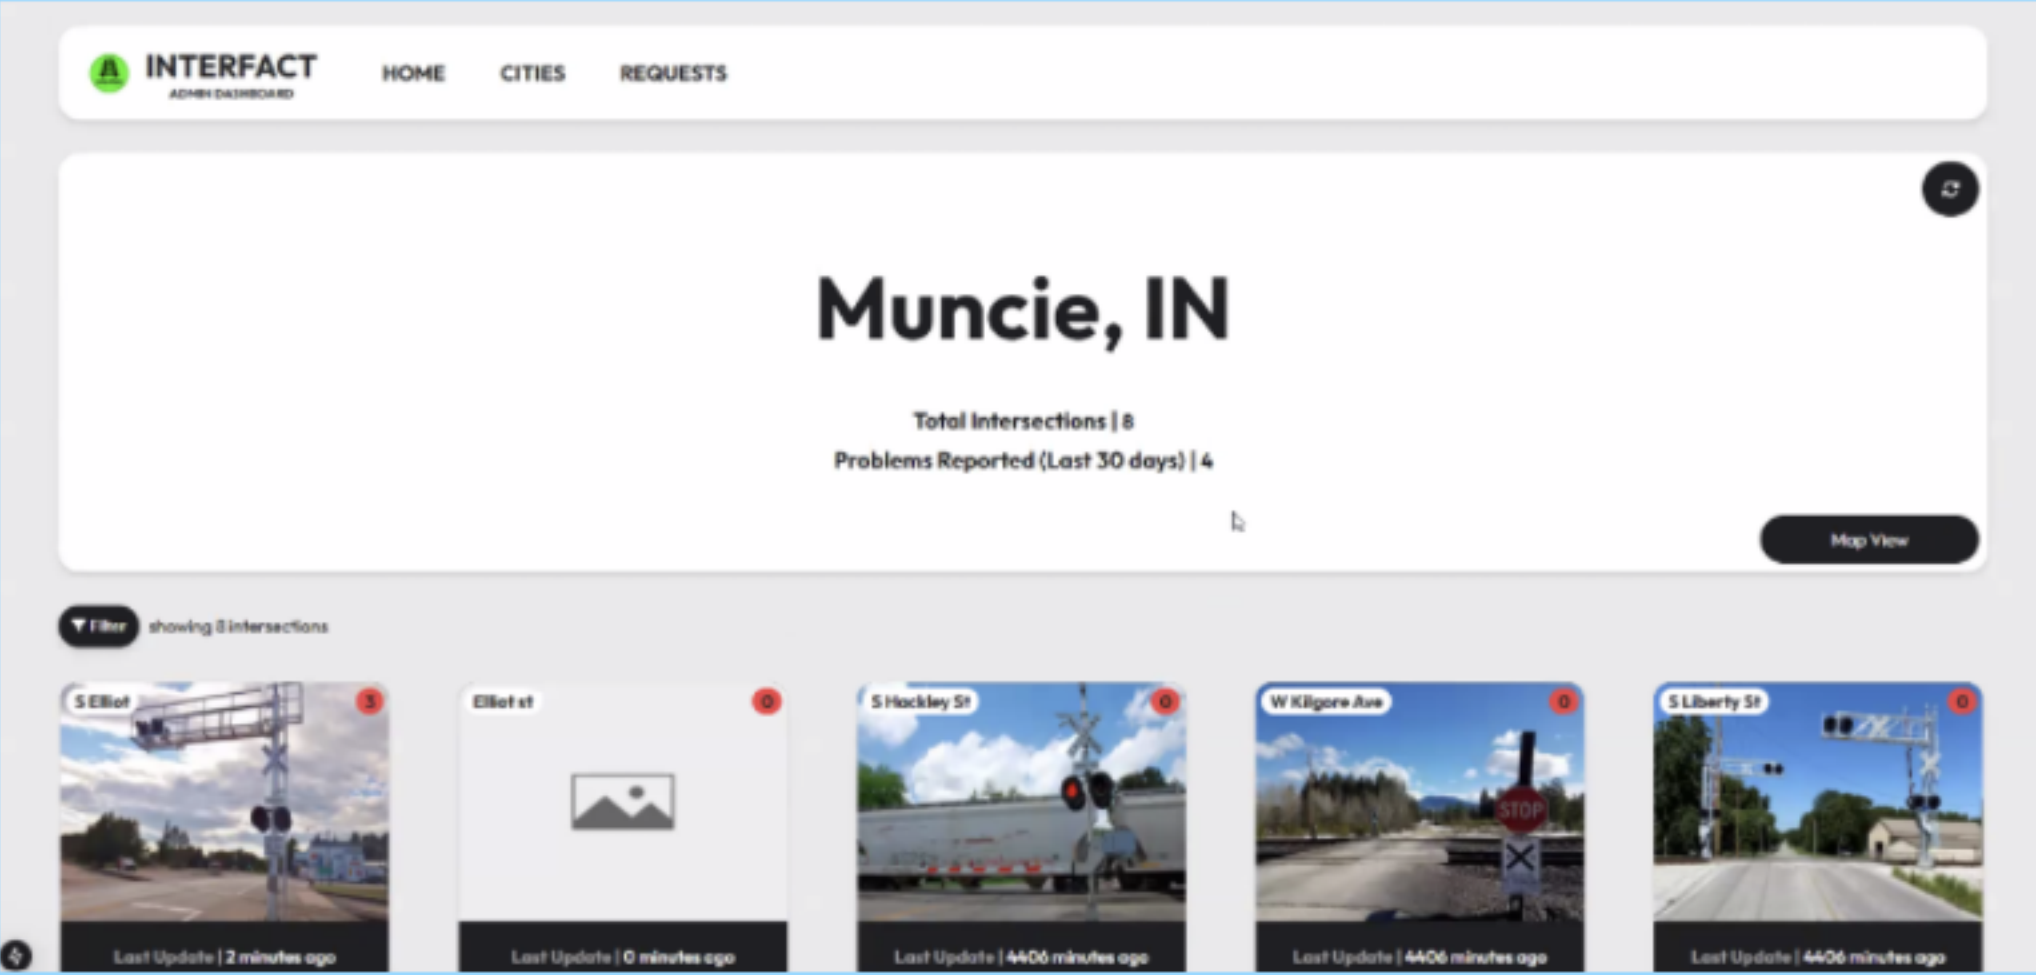 INTERFACT
ADMIN DASHBOARD
HOME CITIES REQUESTS
Muncie, IN
Total Intersections | 8
Problems Reported (Last 30 days) | 4
Map View
Filter showing 8 intersections
S Elliot 3
Elliot st 0
S Hackley St 0
W Kilgore Ave 0
S Liberty St 0
STOP
Last Update | 2 minutes ago
Last Update | 0 minutes ago
Last Update | 4406 minutes ago
Last Update | 4406 minutes ago
Last Update | 4406 minutes ago